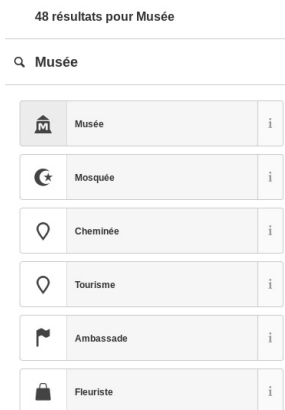 48 résultats pour Musée
Musée
Musée
Mosquée
Cheminée
Tourisme
Ambassade
Fleuriste